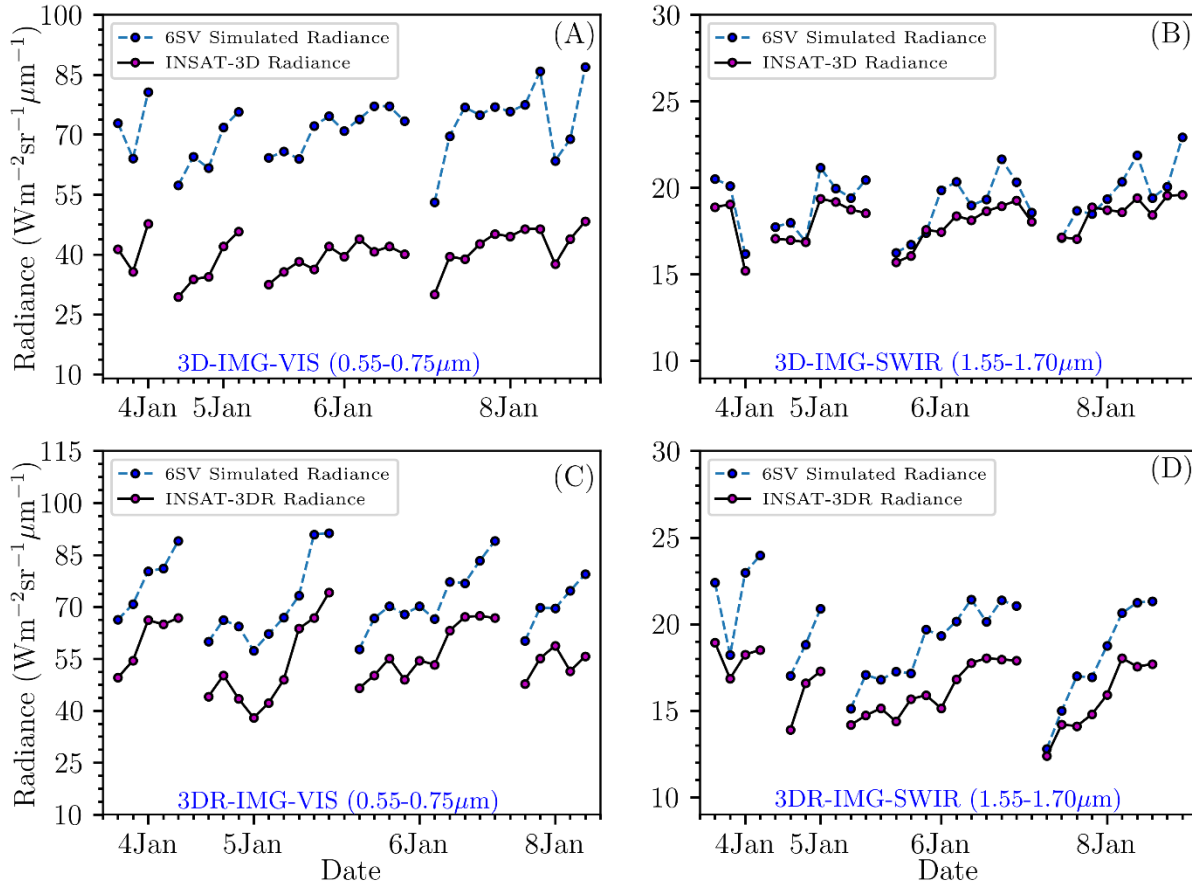 Radiance (Wm⁻²sr⁻¹μm⁻¹)
100
85
70
55
40
25
10
6SV Simulated Radiance
INSAT-3D Radiance
(A)
3D-IMG-VIS (0.55-0.75μm)
4Jan 5Jan 6Jan 8Jan
30
25
20
15
10
6SV Simulated Radiance
INSAT-3D Radiance
(B)
3D-IMG-SWIR (1.55-1.70μm)
4Jan 5Jan 6Jan 8Jan
Radiance (Wm⁻²sr⁻¹μm⁻¹)
115
100
85
70
55
40
25
10
6SV Simulated Radiance
INSAT-3DR Radiance
(C)
3DR-IMG-VIS (0.55-0.75μm)
4Jan 5Jan 6Jan 8Jan
Date
30
25
20
15
10
6SV Simulated Radiance
INSAT-3DR Radiance
(D)
3DR-IMG-SWIR (1.55-1.70μm)
4Jan 5Jan 6Jan 8Jan
Date